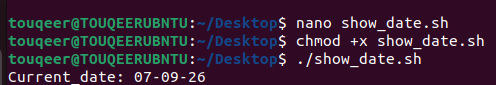 touqeer@TOUQEERUBNTU:~/Desktop$ nano show_date.sh
touqeer@TOUQEERUBNTU:~/Desktop$ chmod +x show_date.sh
touqeer@TOUQEERUBNTU:~/Desktop$ ./show_date.sh
Current_date: 07-09-26